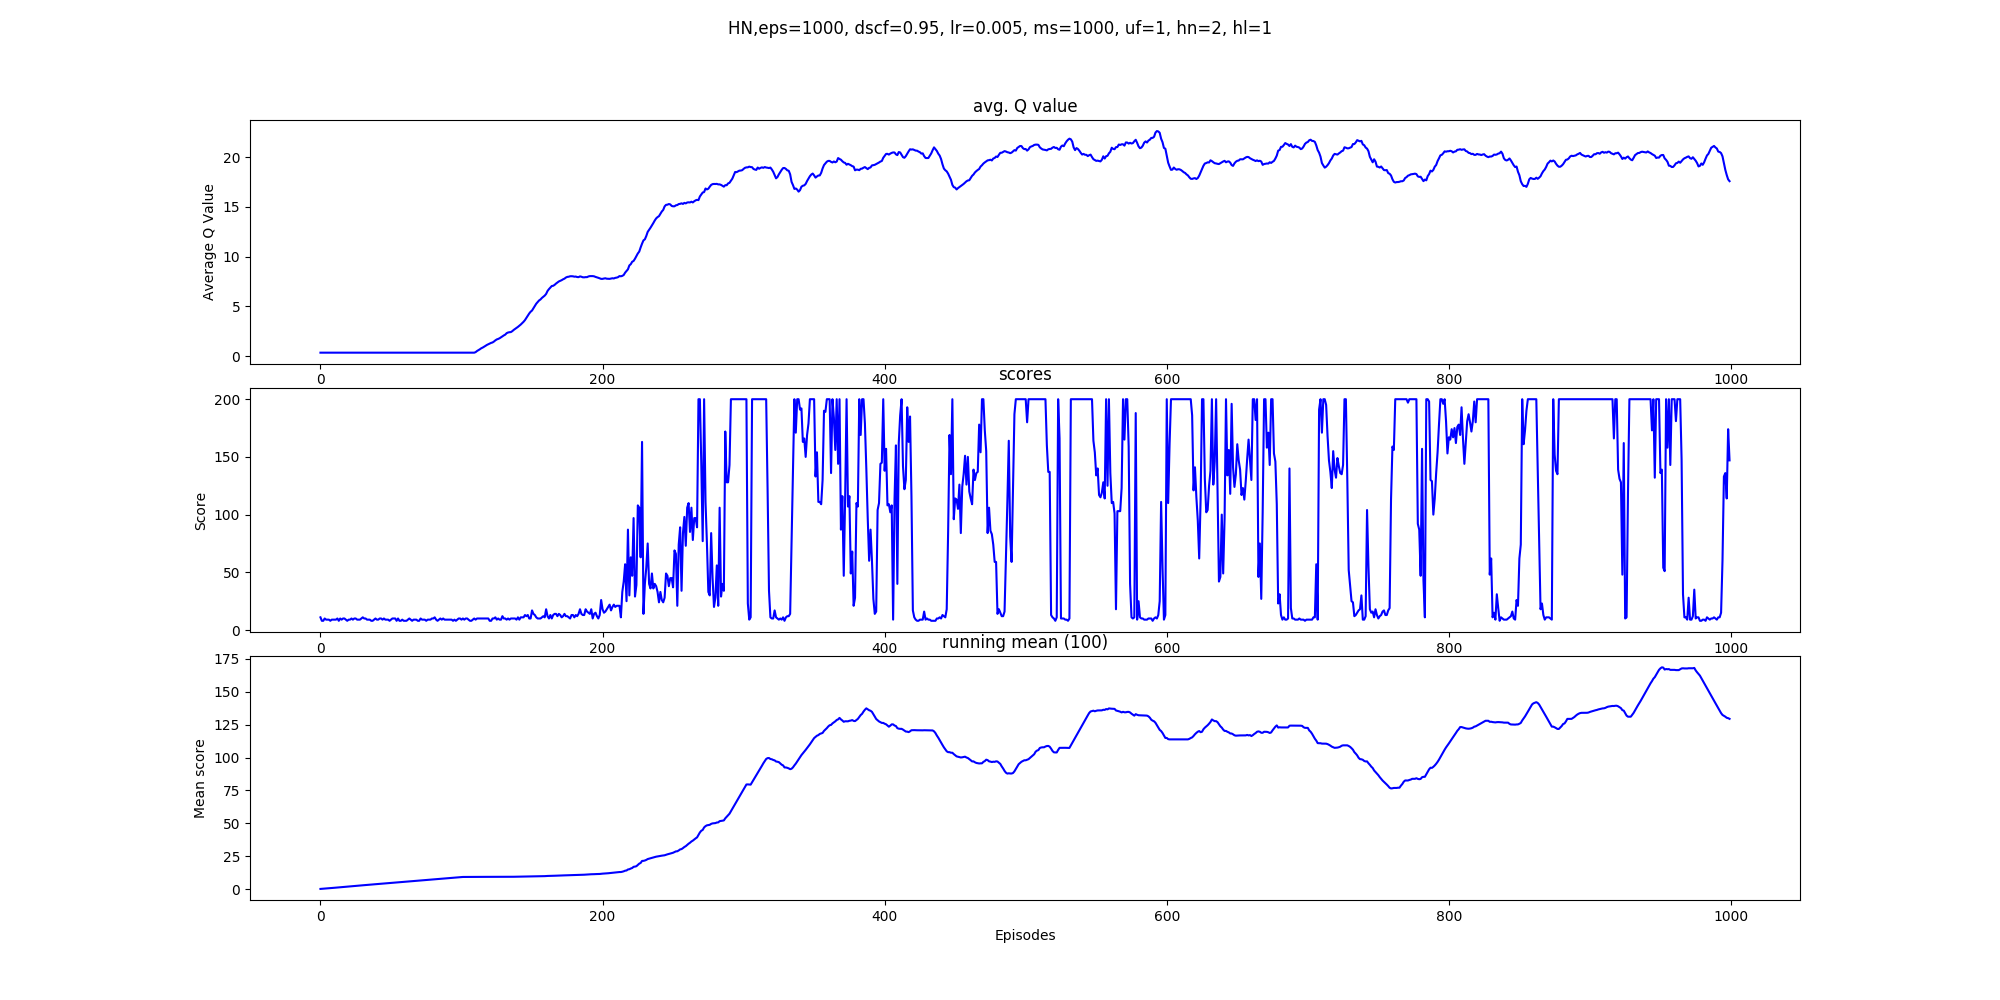 HN,eps=1000, dscf=0.95, lr=0.005, ms=1000, uf=1, hn=2, hl=1
avg. Q value
Average Q Value
20
15
10
5
0
0 200 400 600 800 1000
scores
Score
200
150
100
50
0
0 200 400 600 800 1000
running mean (100)
Mean score
175
150
125
100
75
50
25
0
0 200 400 600 800 1000
Episodes